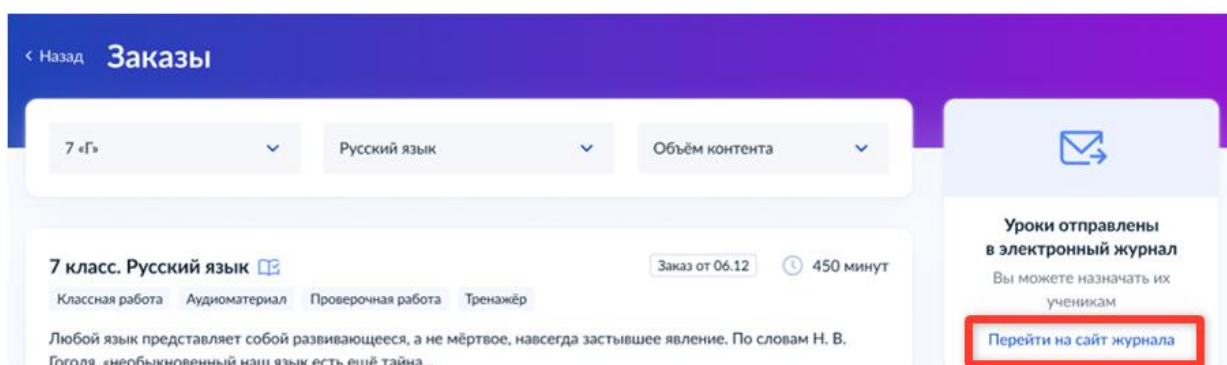 Назад Заказы
7 «Г» Русский язык Объём контента
7 класс. Русский язык Заказ от 06.12 450 минут
Классная работа Аудиоматериал Проверочная работа Тренажёр
Любой язык представляет собой развивающееся, а не мёртвое, навсегда застывшее явление. По словам Н. В.
Гоголя, «необыкновенный наш язык есть ещё тайна...
Уроки отправлены
в электронный журнал
Вы можете назначать их
ученикам
Перейти на сайт журнала